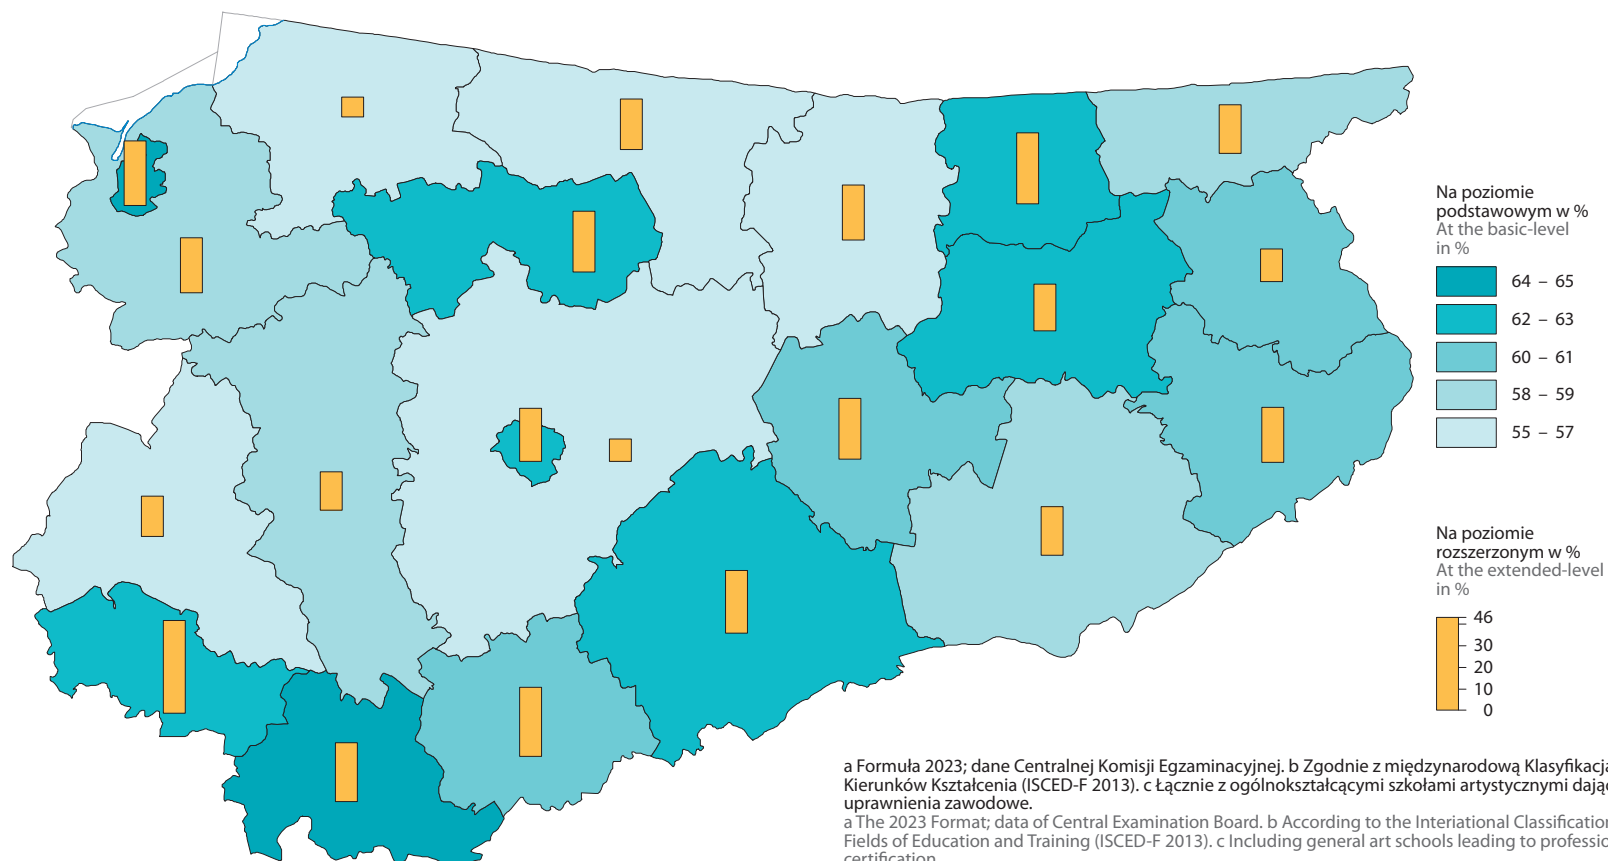 Na poziomie
podstawowym w %
At the basic-level
in %
64 – 65
62 – 63
60 – 61
58 – 59
55 – 57
Na poziomie
rozszerzonym w %
At the extended-level
in %
46
30
20
10
0
a Formuła 2023; dane Centralnej Komisji Egzaminacyjnej. b Zgodnie z międzynarodową Klasyfikacją
Kierunków Kształcenia (ISCED-F 2013). c Łącznie z ogólnokształcącymi szkołami artystycznymi dając
uprawnienia zawodowe.
a The 2023 Format; data of Central Examination Board. b According to the Interiational Classification
Fields of Education and Training (ISCED-F 2013). c Including general art schools leading to professio
certification.